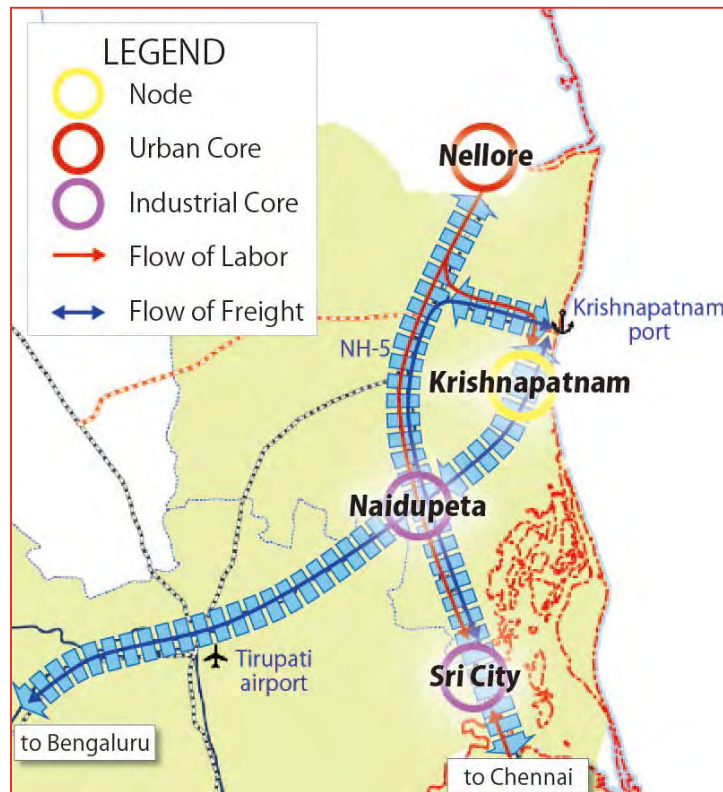 LEGEND
Node
Urban Core
Industrial Core
Flow of Labor
Flow of Freight
Nellore
Krishnapatnam
port
NH-5
Krishnapatnam
Naidupeta
Tirupati
airport
Sri City
to Bengaluru
to Chennai